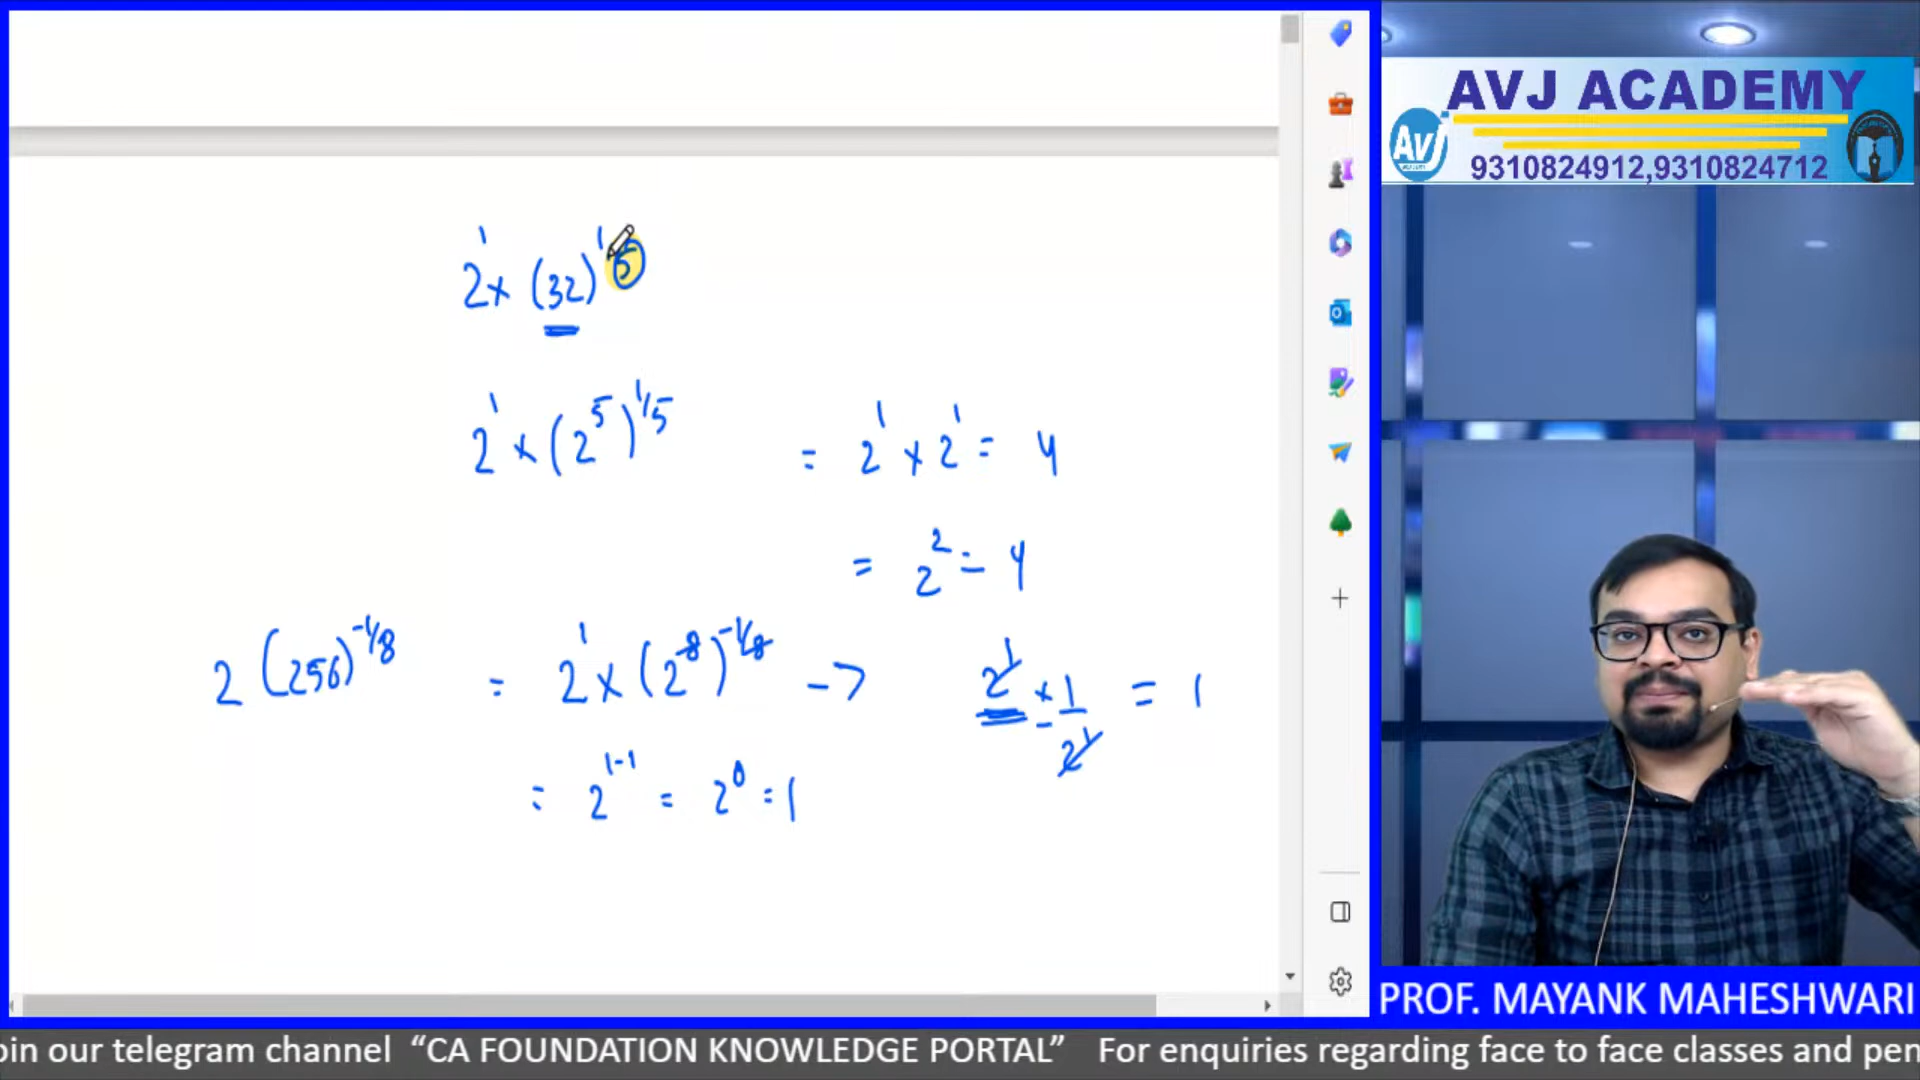 AVJ ACADEMY
AVJ
9310824912,9310824712
2¹ x (32)^1/5
2¹ x (2⁵)^1/5 = 2¹ x 2¹ = 4
= 2² = 4
2 (256)^-1/8 = 2¹ x (2⁸)^-1/8 -> 2¹ x 1/2¹ = 1
= 2^1-1 = 2⁰ = 1
PROF. MAYANK MAHESHWARI
oin our telegram channel “CA FOUNDATION KNOWLEDGE PORTAL” For enquiries regarding face to face classes and pen